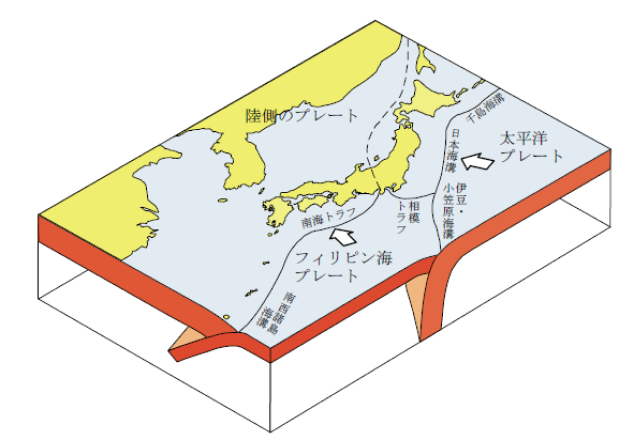 陸側のプレート
千島海溝
日本海溝
太平洋
プレート
伊豆・
小笠原海溝
相模
トラフ
南海トラフ
フィリピン海
プレート
南西諸島
海溝